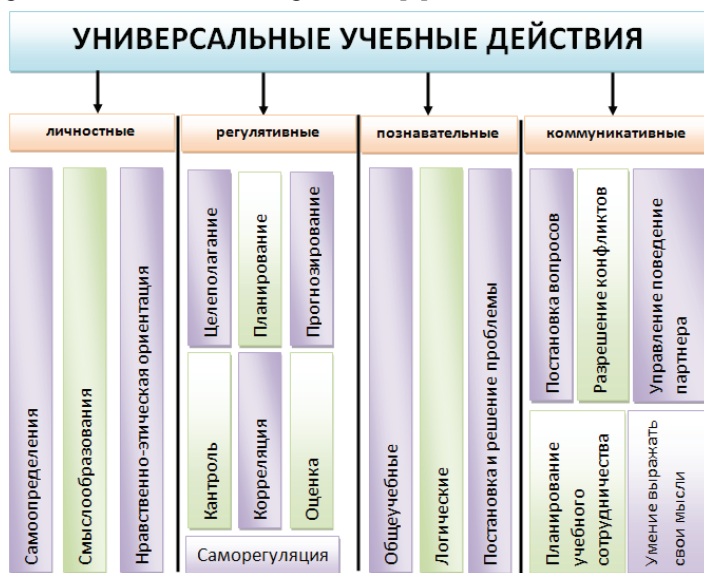 УНИВЕРСАЛЬНЫЕ УЧЕБНЫЕ ДЕЙСТВИЯ
личностные
регулятивные
познавательные
коммуникативные
Самоопределения
Смыслообразования
Нравственно-этическая ориентация
Целеполагание
Планирование
Прогнозирование
Кантроль
Корреляция
Оценка
Саморегуляция
Общеучебные
Логические
Постановка и решение проблемы
Постановка вопросов
Разрешение конфликтов
Управление поведение
партнера
Планирование
учебного
сотрудничества
Умение выражать
свои мысли